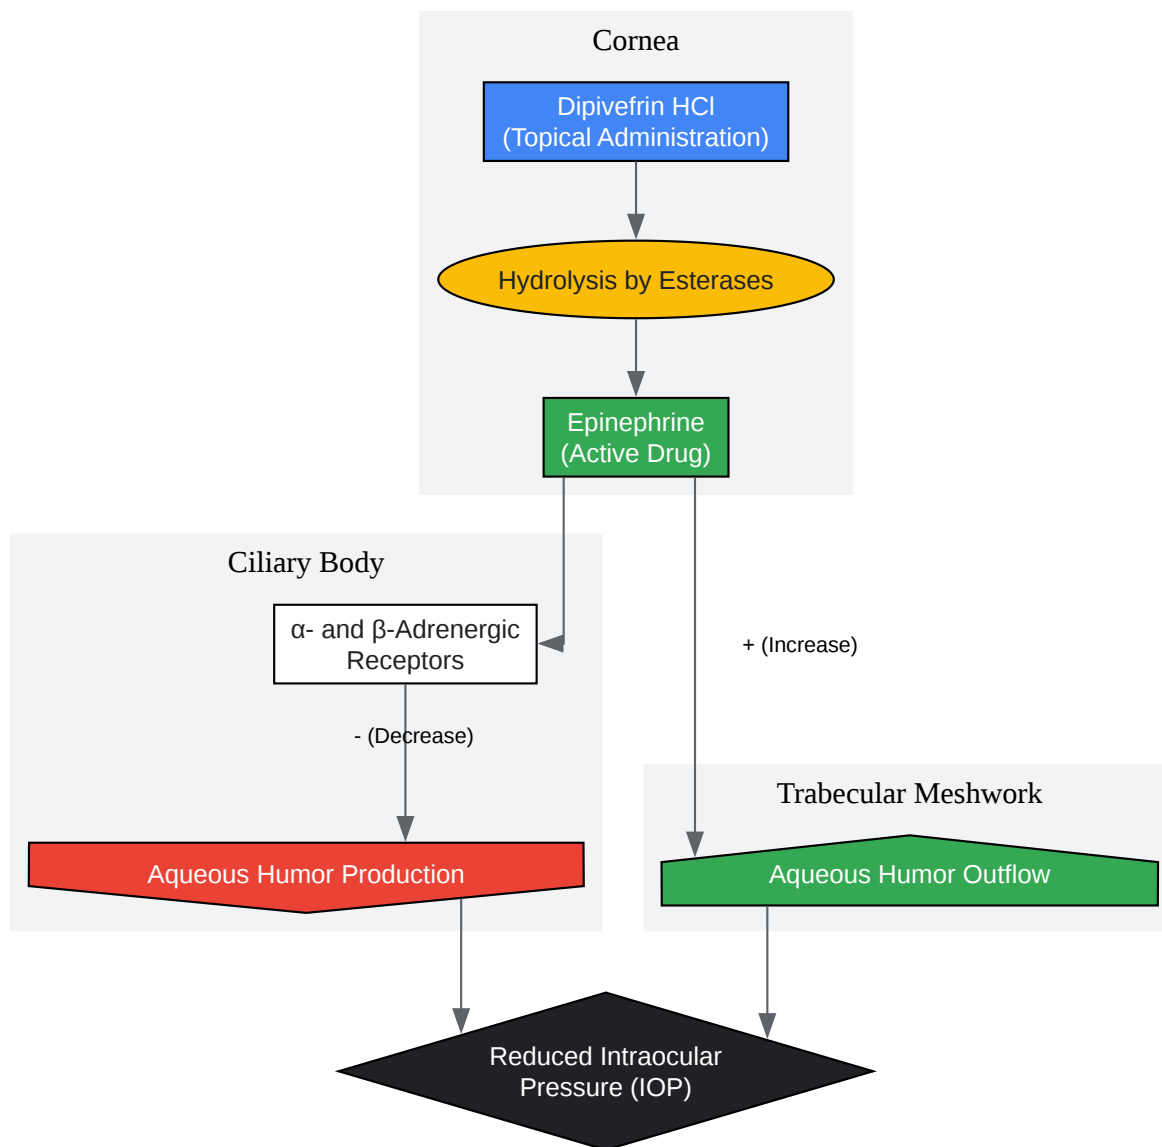 Cornea
Dipivefrin HCl
(Topical Administration)
Hydrolysis by Esterases
Epinephrine
(Active Drug)
Ciliary Body
α- and β-Adrenergic
Receptors
+ (Increase)
- (Decrease)
Trabecular Meshwork
Aqueous Humor Production
Aqueous Humor Outflow
Reduced Intraocular
Pressure (IOP)